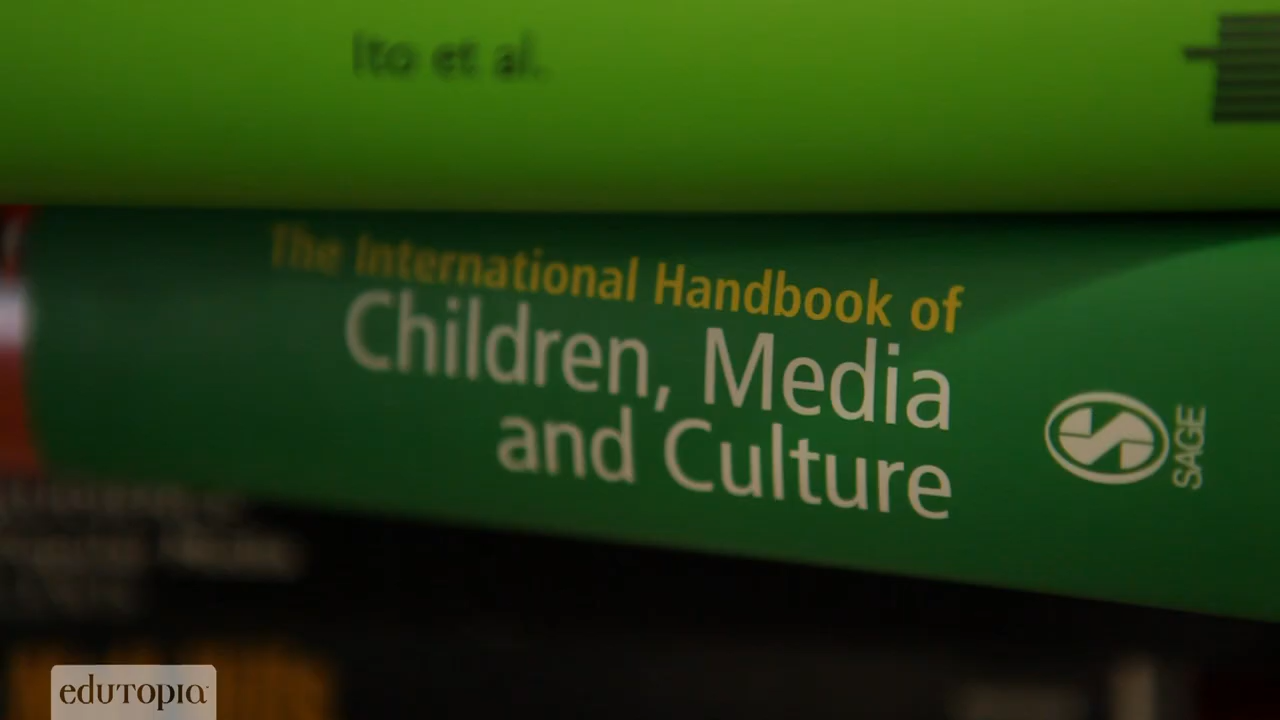 Ito et al.
The International Handbook of
Children, Media
and Culture
SAGE
edutopia